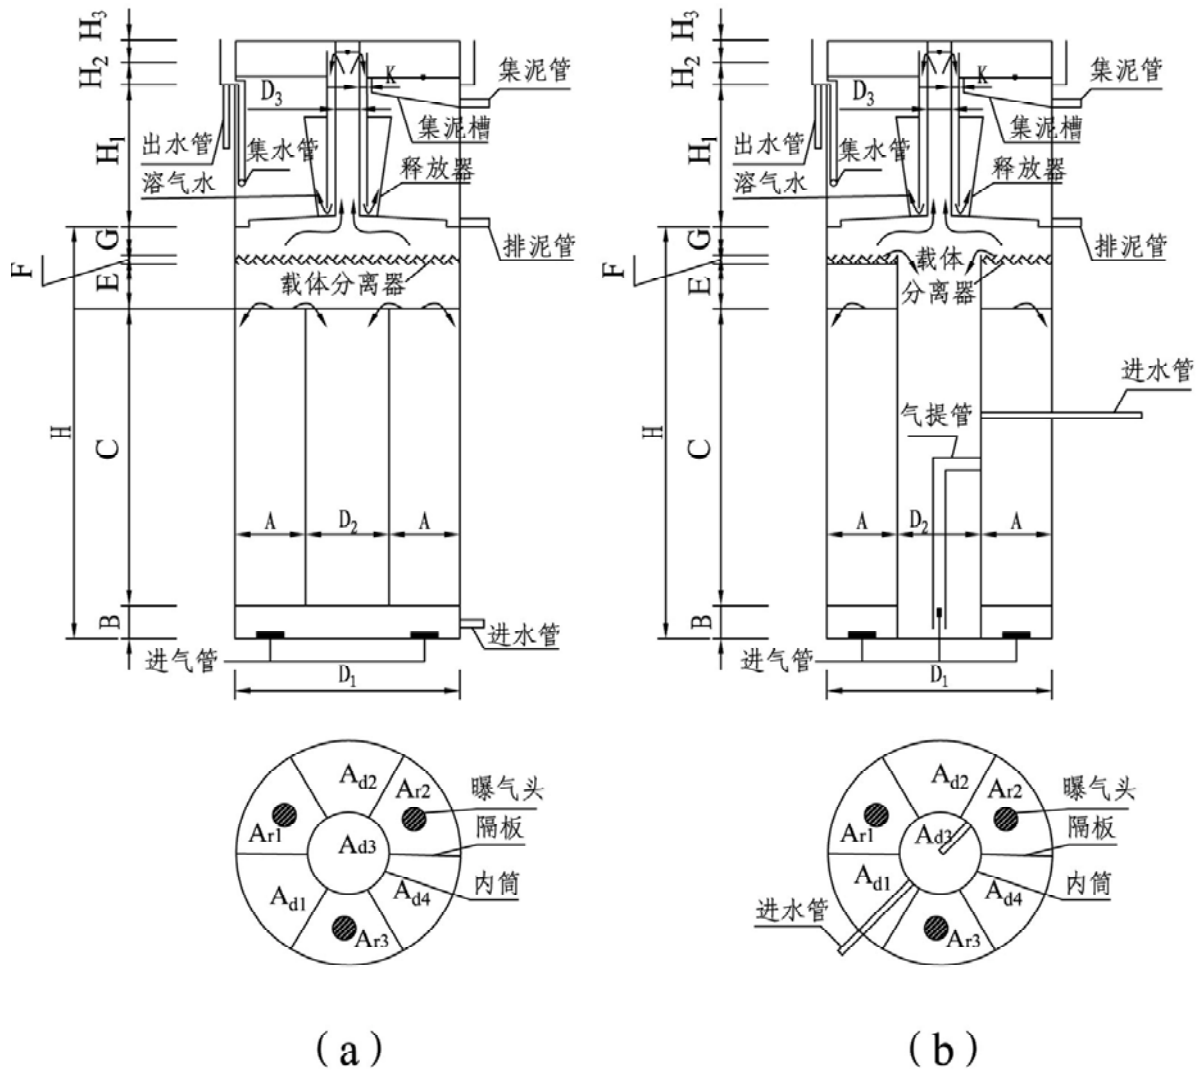 H3
H2
H1
G
F
E
H
C
B
K
D3
集泥管
集泥槽
出水管
集水管
溶气水
释放器
排泥管
载体分离器
A
D2
A
进水管
进气管
D1
Ad2
Ar2
Ar1
Ad3
Ad1
Ad4
Ar3
曝气头
隔板
内筒
(a)
H3
H2
H1
G
F
E
H
C
B
K
D3
集泥管
集泥槽
出水管
集水管
溶气水
释放器
排泥管
载体
分离器
进水管
气提管
A
D2
A
进气管
D1
Ad2
Ar2
Ar1
Ad3
Ad1
Ad4
Ar3
曝气头
隔板
内筒
进水管
(b)